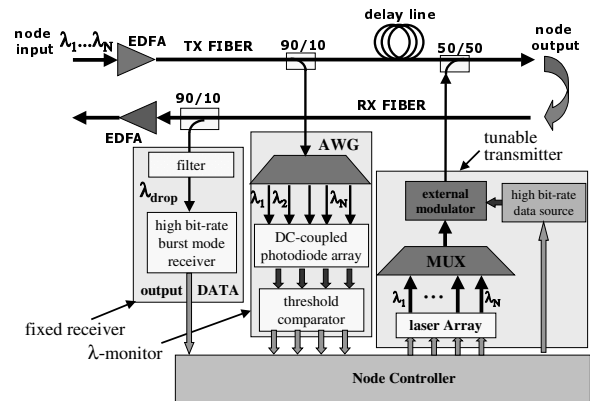 node
input
λ1...λN
EDFA
TX FIBER
90/10
delay line
50/50
node
output
EDFA
90/10
RX FIBER
filter
λdrop
high bit-rate
burst mode
receiver
output DATA
fixed receiver
AWG
λ1 λ2 λN
DC-coupled
photodiode array
threshold
comparator
λ-monitor
tunable
transmitter
external
modulator
high bit-rate
data source
MUX
λ1 ... λN
laser Array
Node Controller